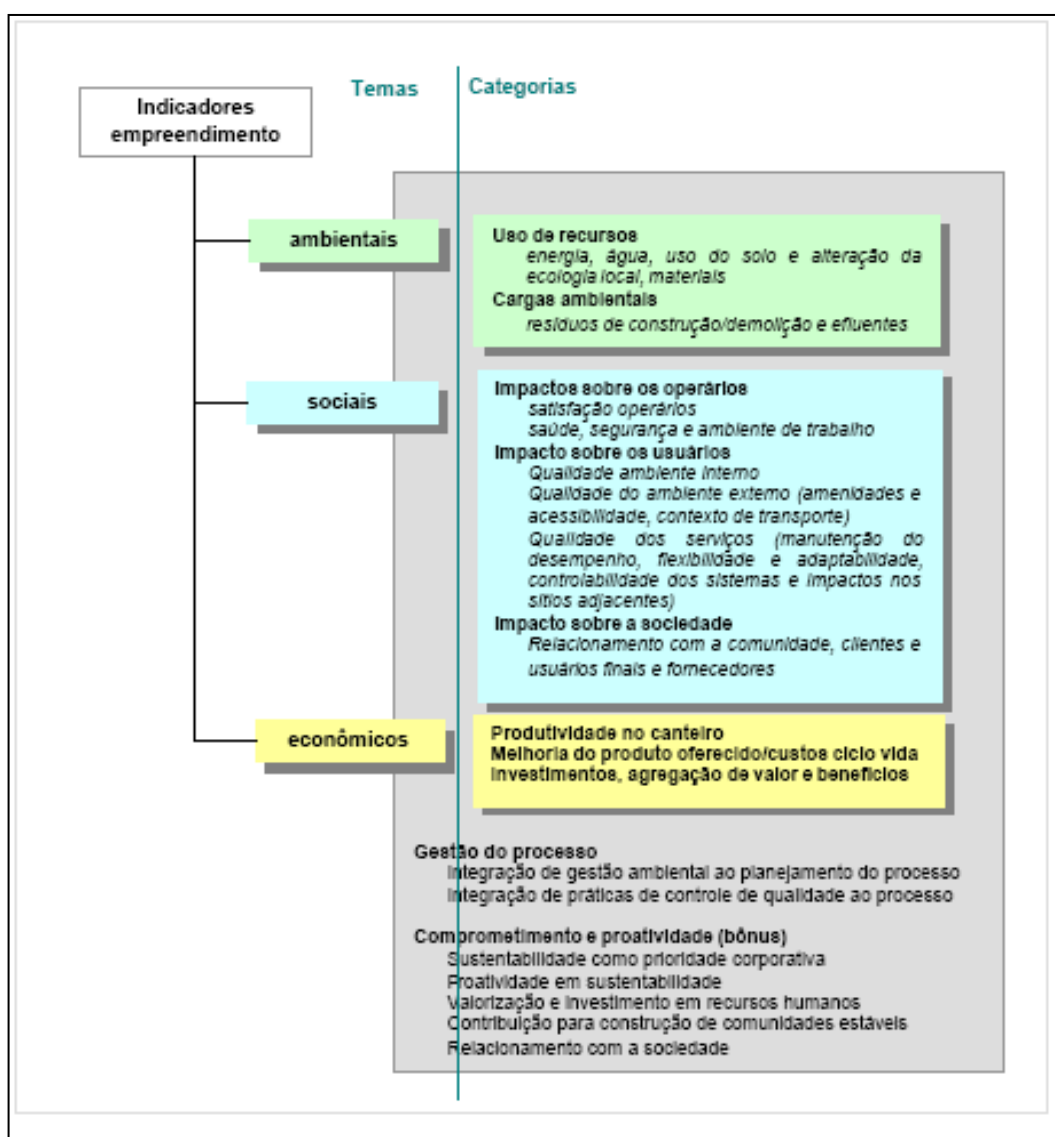 Temas
Categorias
Indicadores
empreendimento
ambientais
Uso de recursos
energia, água, uso do solo e alteração da
ecologia local, materiais
Cargas ambientais
resíduos de construção/demolição e efluentes
sociais
Impactos sobre os operários
satisfação operários
saúde, segurança e ambiente de trabalho
Impacto sobre os usuários
Qualidade ambiente interno
Qualidade do ambiente externo (amenidades e
acessibilidade, contexto de transporte)
Qualidade dos serviços (manutenção do
desempenho, flexibilidade e adaptabilidade,
controlabilidade dos sistemas e impactos nos
sítios adjacentes)
Impacto sobre a sociedade
Relacionamento com a comunidade, clientes e
usuários finais e fornecedores
econômicos
Produtividade no canteiro
Melhoria do produto oferecido/custos ciclo vida
Investimentos, agregação de valor e benefícios
Gestão do processo
Integração de gestão ambiental ao planejamento do processo
Integração de práticas de controle de qualidade ao processo
Comprometimento e proatividade (bônus)
Sustentabilidade como prioridade corporativa
Proatividade em sustentabilidade
Valorização e investimento em recursos humanos
Contribuição para construção de comunidades estáveis
Relacionamento com a sociedade